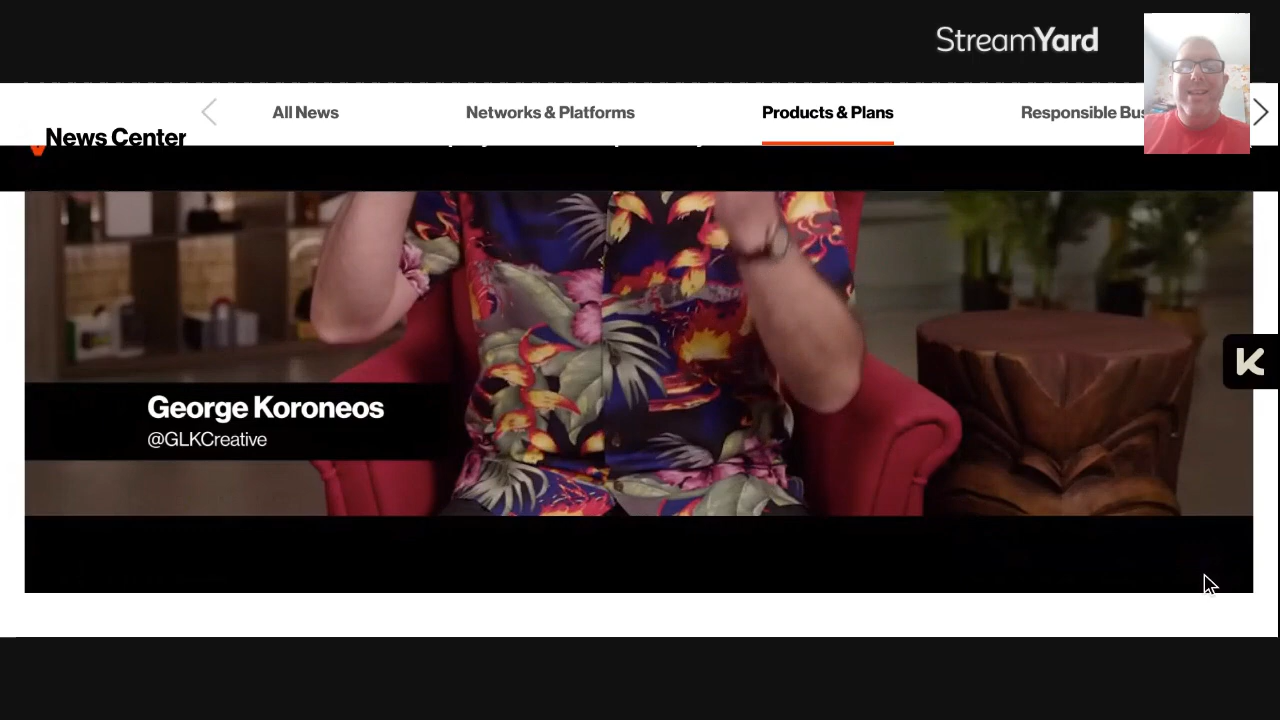 StreamYard
All News
Networks & Platforms
Products & Plans
Responsible Bus
News Center
George Koroneos
@GLKCreative
K